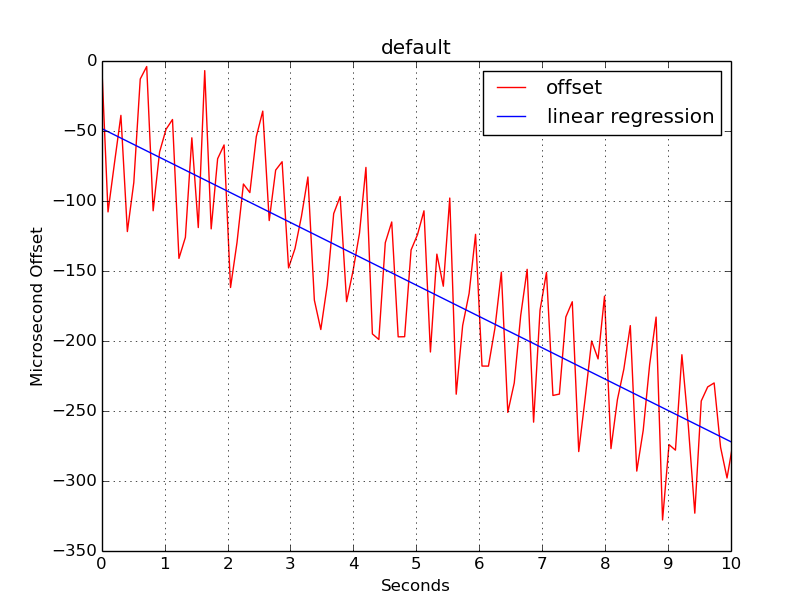 default
offset
linear regression
0
−50
−100
−150
−200
−250
−300
−350
Microsecond Offset
0 1 2 3 4 5 6 7 8 9 10
Seconds